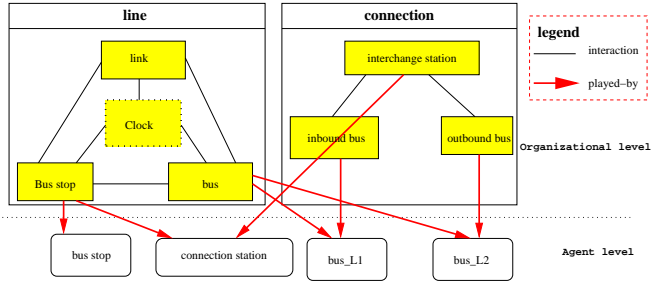 line
connection
legend
link
interchange station
interaction
played-by
Clock
inbound bus
outbound bus
Organizational level
Bus stop
bus
bus stop
connection station
bus_L1
bus_L2
Agent level